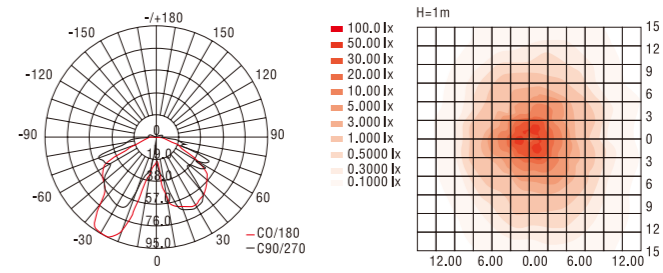 -/+180
-150
150
-120
120
-90
90
-60
60
-30
30
0
0
19.0
38.0
57.0
76.0
95.0
CO/180
C90/270
100.0 lx
50.00 lx
30.00 lx
20.00 lx
10.00 lx
5.000 lx
3.000 lx
1.000 lx
0.5000 lx
0.3000 lx
0.1000 lx
H=1m
15
12
9
6
3
0
3
6
9
12
15
12.00 6.00 0.00 6.00 12.00